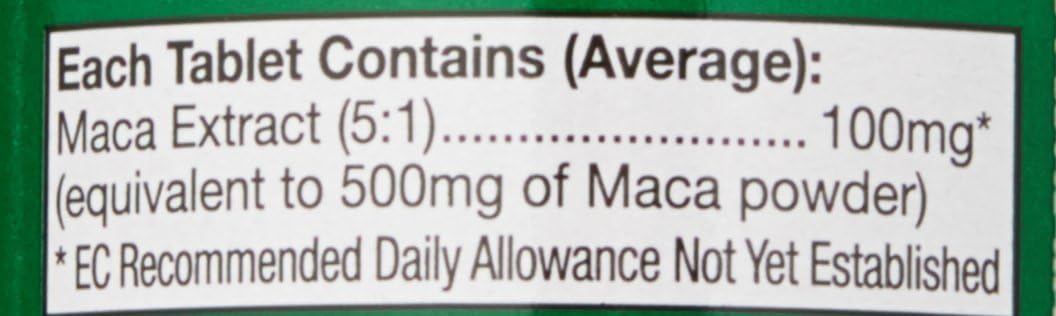 Each Tablet Contains (Average):
Maca Extract (5:1)............................ 100mg*
(equivalent to 500mg of Maca powder)
* EC Recommended Daily Allowance Not Yet Established